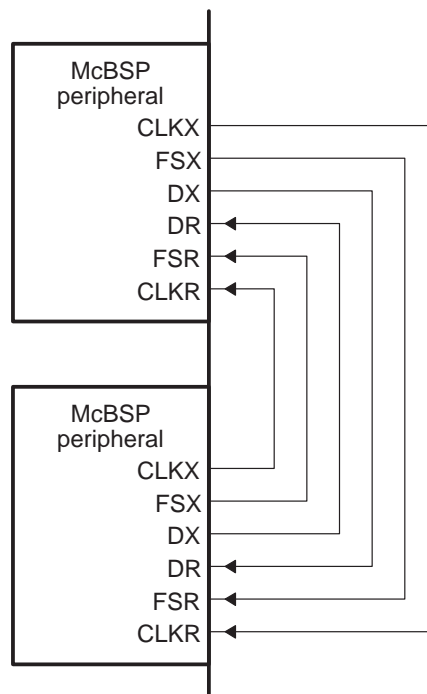 McBSP
peripheral
CLKX
FSX
DX
DR
FSR
CLKR
McBSP
peripheral
CLKX
FSX
DX
DR
FSR
CLKR